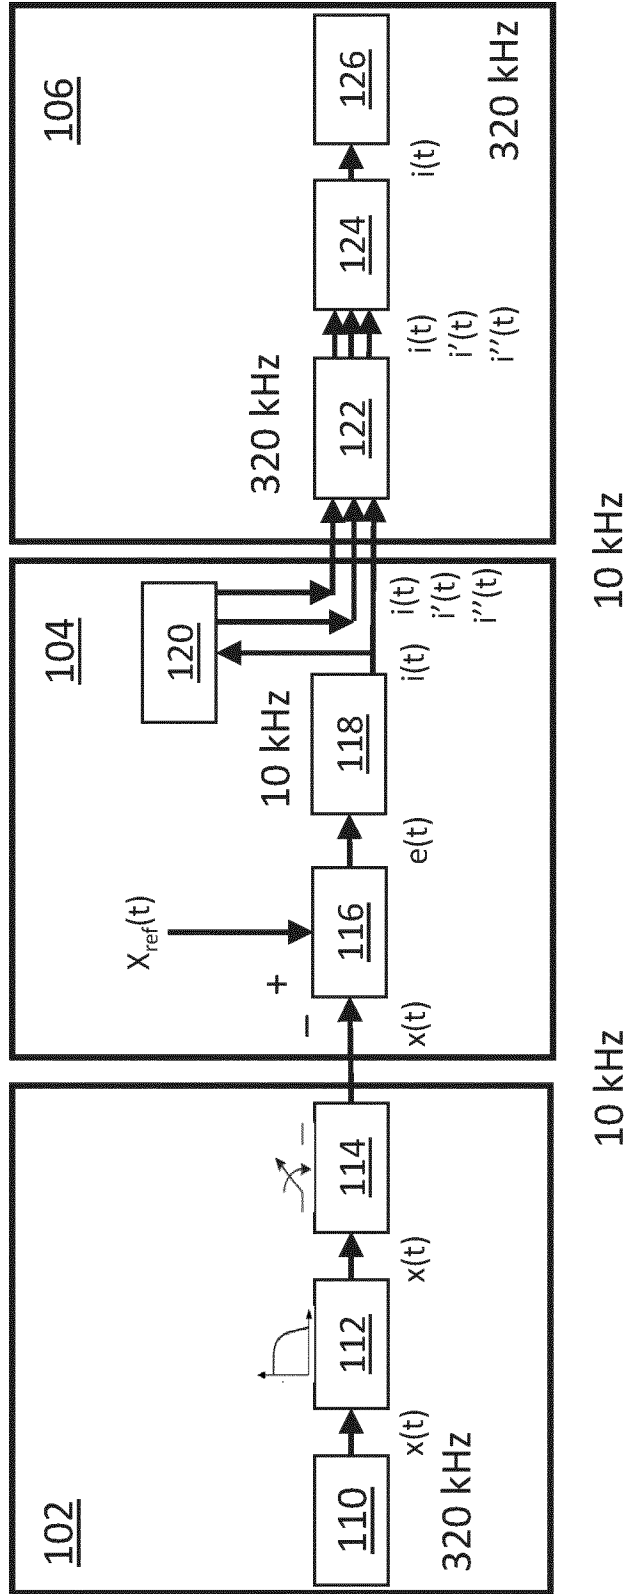 102
110
320 kHz
x(t)
112
x(t)
114
10 kHz
104
X_ref(t)
+
−
x(t)
116
e(t)
118
10 kHz
120
i(t)
i(t)
i'(t)
i''(t)
10 kHz
106
320 kHz
122
i(t)
i'(t)
i''(t)
124
i(t)
126
320 kHz